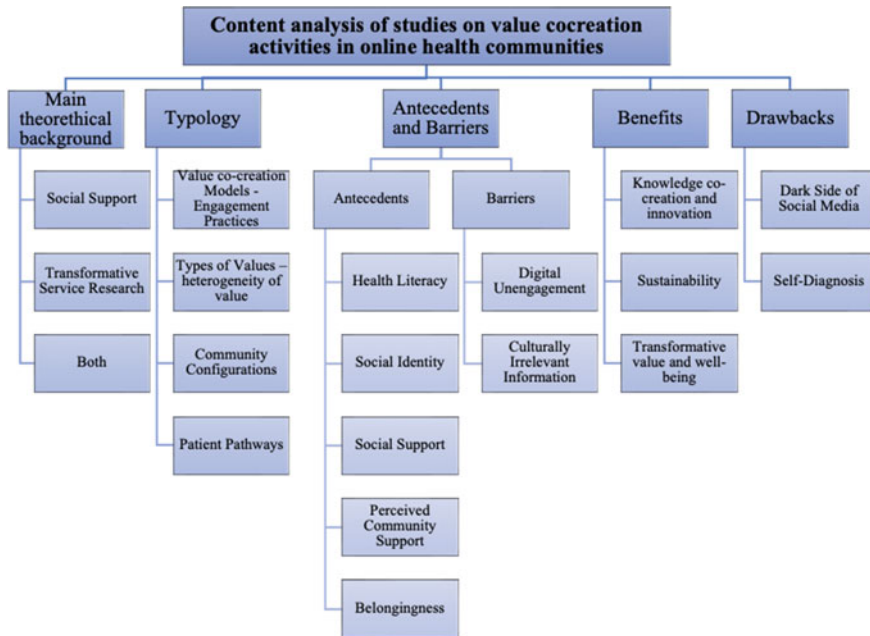 Content analysis of studies on value cocreation
activities in online health communities
Main
theorethical
background
Typology
Antecedents
and Barriers
Benefits
Drawbacks
Social Support
Transformative
Service Research
Both
Value co-creation
Models -
Engagement
Practices
Types of Values –
heterogeneity of
value
Community
Configurations
Patient Pathways
Antecedents
Barriers
Health Literacy
Social Identity
Social Support
Perceived
Community
Support
Belongingness
Digital
Unengagement
Culturally
Irrelevant
Information
Knowledge co-
creation and
innovation
Sustainability
Transformative
value and well-
being
Dark Side of
Social Media
Self-Diagnosis